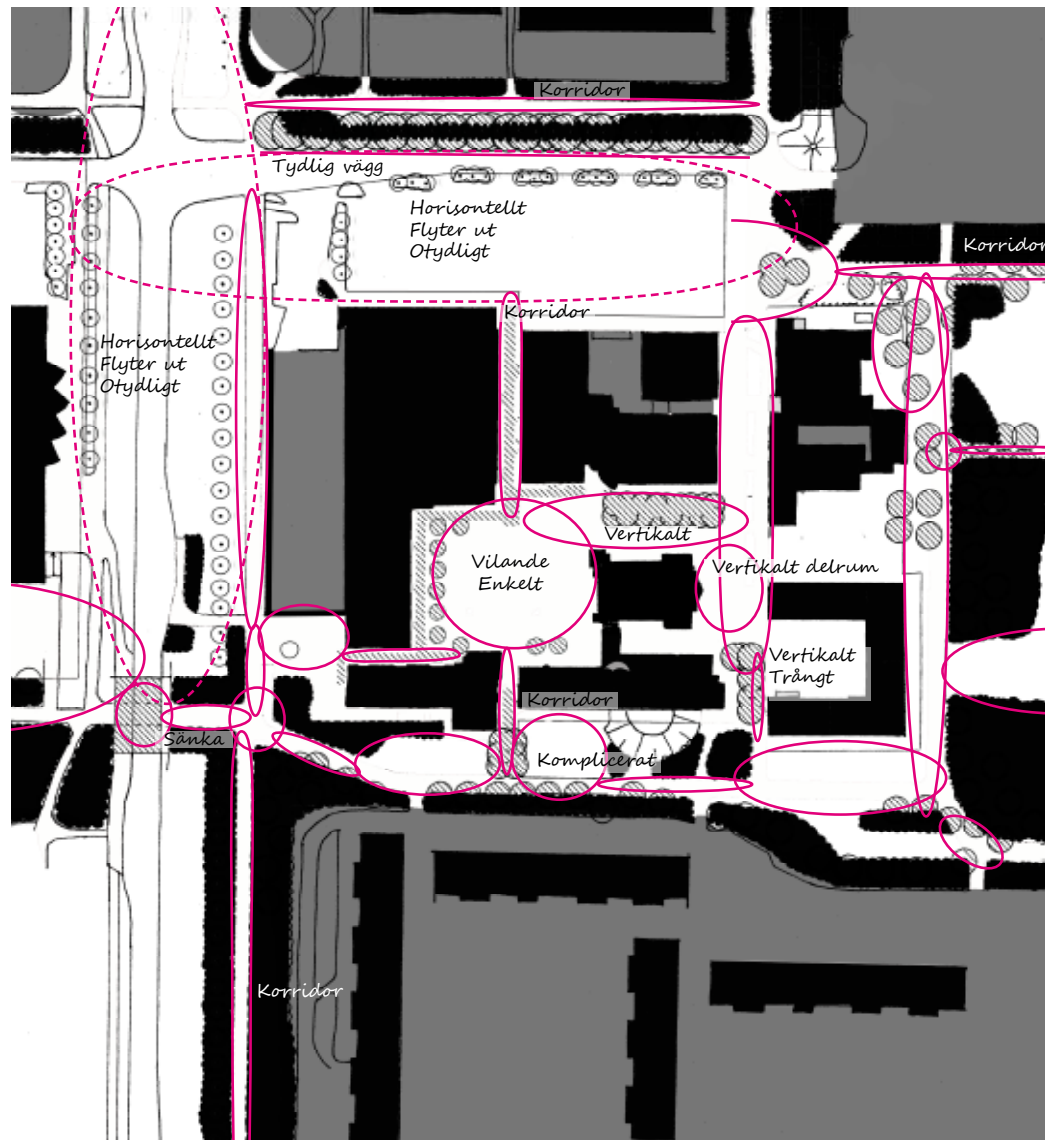 Korridor
Tydlig vägg
Horisontellt
Flyter ut
Otydligt
Korridor
Korridor
Horisontellt
Flyter ut
Otydligt
Vertikalt
Vilande
Enkelt
Vertikalt delrum
Vertikalt
Trångt
Korridor
Sänka
Komplicerat
Korridor